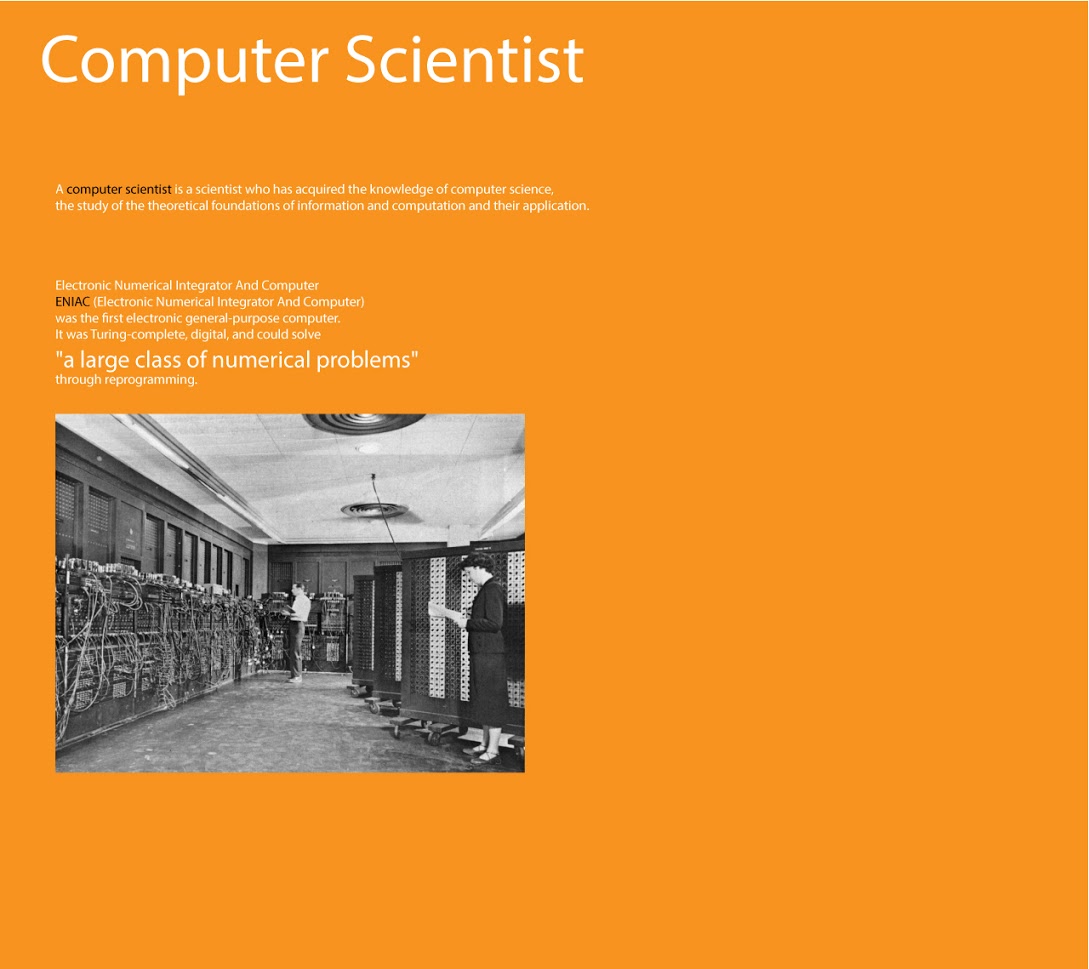 Computer Scientist
A computer scientist is a scientist who has acquired the knowledge of computer science,
the study of the theoretical foundations of information and computation and their application.
Electronic Numerical Integrator And Computer
ENIAC (Electronic Numerical Integrator And Computer)
was the first electronic general-purpose computer.
It was Turing-complete, digital, and could solve
"a large class of numerical problems"
through reprogramming.